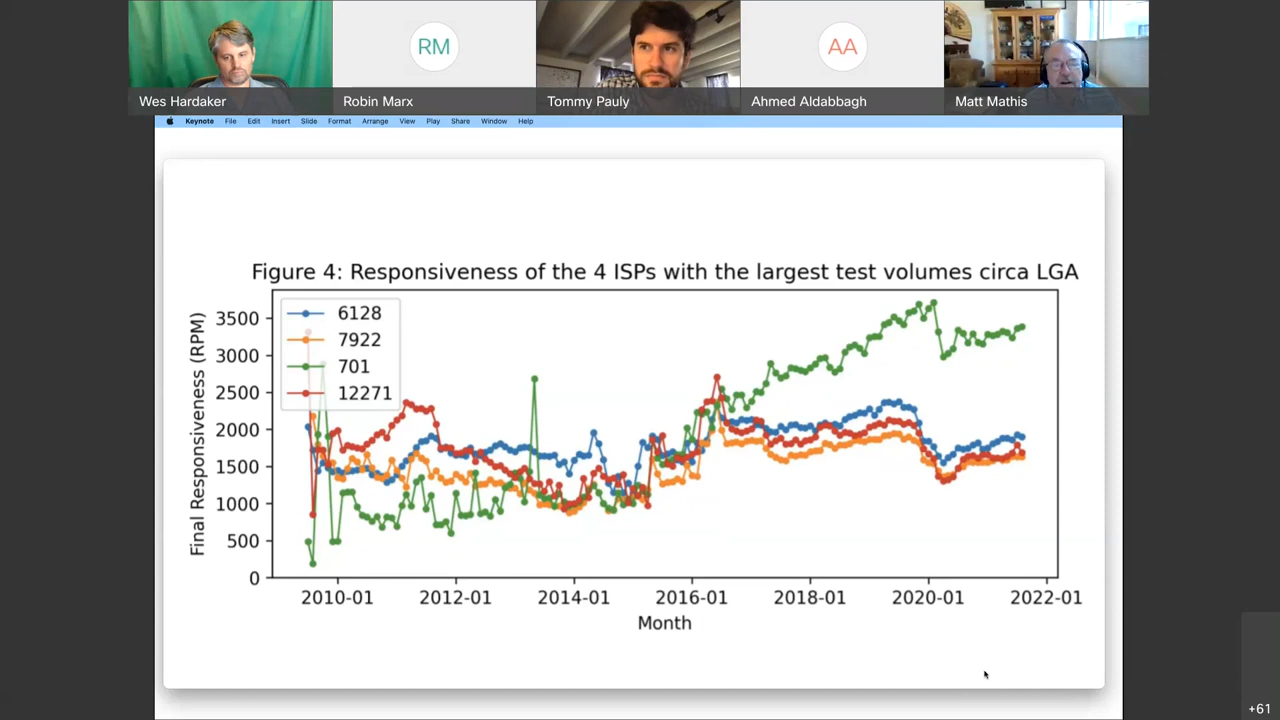 RM
AA
Wes Hardaker
Robin Marx
Tommy Pauly
Ahmed Aldabbagh
Matt Mathis
Keynote File Edit Insert Slide Format Arrange View Play Share Window Help
Figure 4: Responsiveness of the 4 ISPs with the largest test volumes circa LGA
6128
7922
701
12271
Final Responsiveness (RPM)
3500
3000
2500
2000
1500
1000
500
0
2010-01 2012-01 2014-01 2016-01 2018-01 2020-01 2022-01
Month
+61